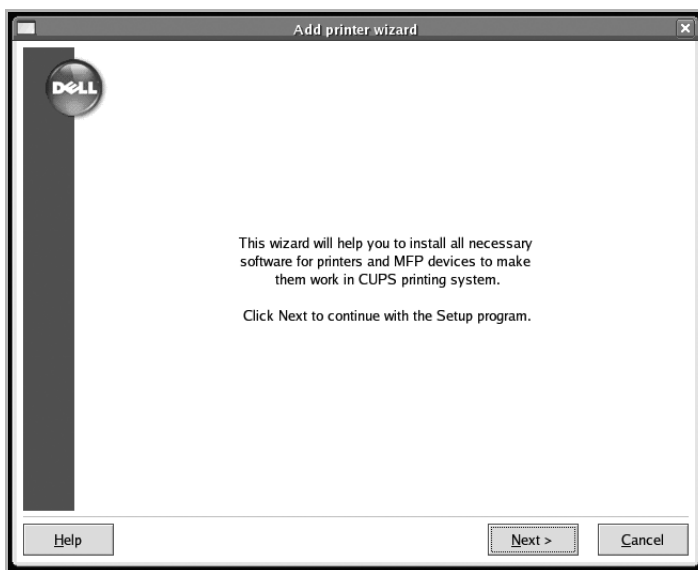 Add printer wizard
DELL
This wizard will help you to install all necessary
software for printers and MFP devices to make
them work in CUPS printing system.
Click Next to continue with the Setup program.
Help
Next >
Cancel